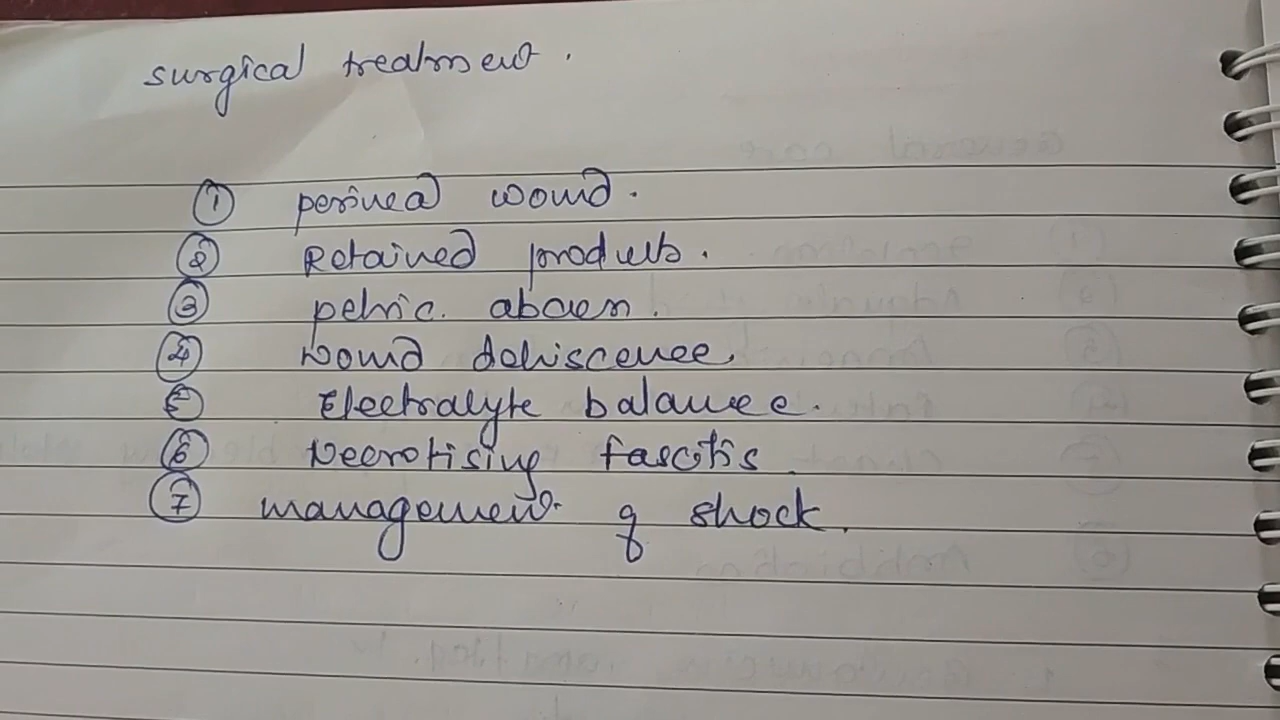 surgical treatment.
① perineal wound.
② Retained products.
③ pelvic. abscess.
④ wound dehiscence.
⑤ Electralyte balance.
⑥ Necrotising fascitis.
⑦ management of shock.